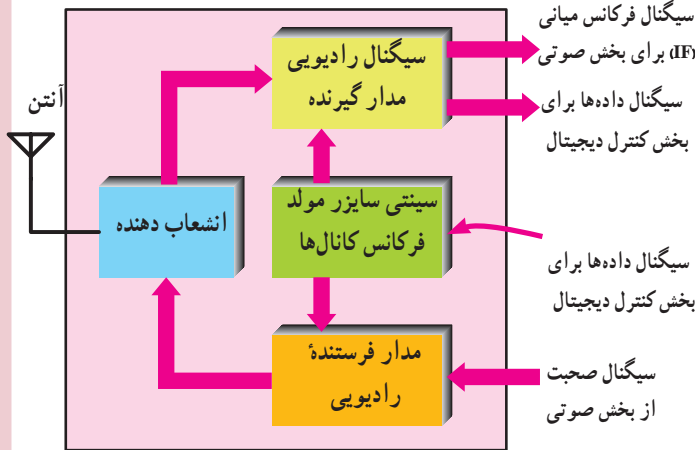 سیگنال فرکانس میانی
(IF) برای بخش صوتی
سیگنال داده‌ها برای
بخش کنترل دیجیتال
سیگنال رادیویی
مدار گیرنده
آنتن
انشعاب دهنده
سینتی سایزر مولد
فرکانس کانال‌ها
سیگنال داده‌ها برای
بخش کنترل دیجیتال
مدار فرستندهٔ
رادیویی
سیگنال صحبت
از بخش صوتی